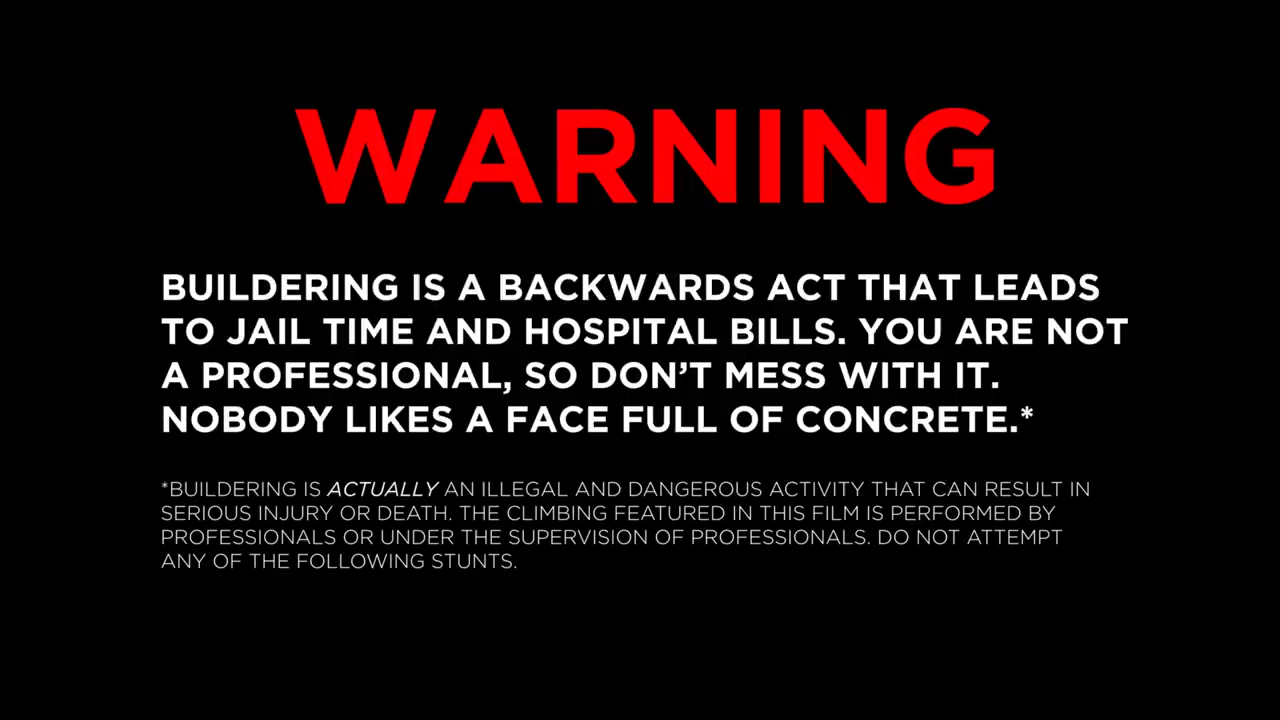 WARNING
BUILDERING IS A BACKWARDS ACT THAT LEADS
TO JAIL TIME AND HOSPITAL BILLS. YOU ARE NOT
A PROFESSIONAL, SO DON’T MESS WITH IT.
NOBODY LIKES A FACE FULL OF CONCRETE.*
*BUILDERING IS ACTUALLY AN ILLEGAL AND DANGEROUS ACTIVITY THAT CAN RESULT IN
SERIOUS INJURY OR DEATH. THE CLIMBING FEATURED IN THIS FILM IS PERFORMED BY
PROFESSIONALS OR UNDER THE SUPERVISION OF PROFESSIONALS. DO NOT ATTEMPT
ANY OF THE FOLLOWING STUNTS.